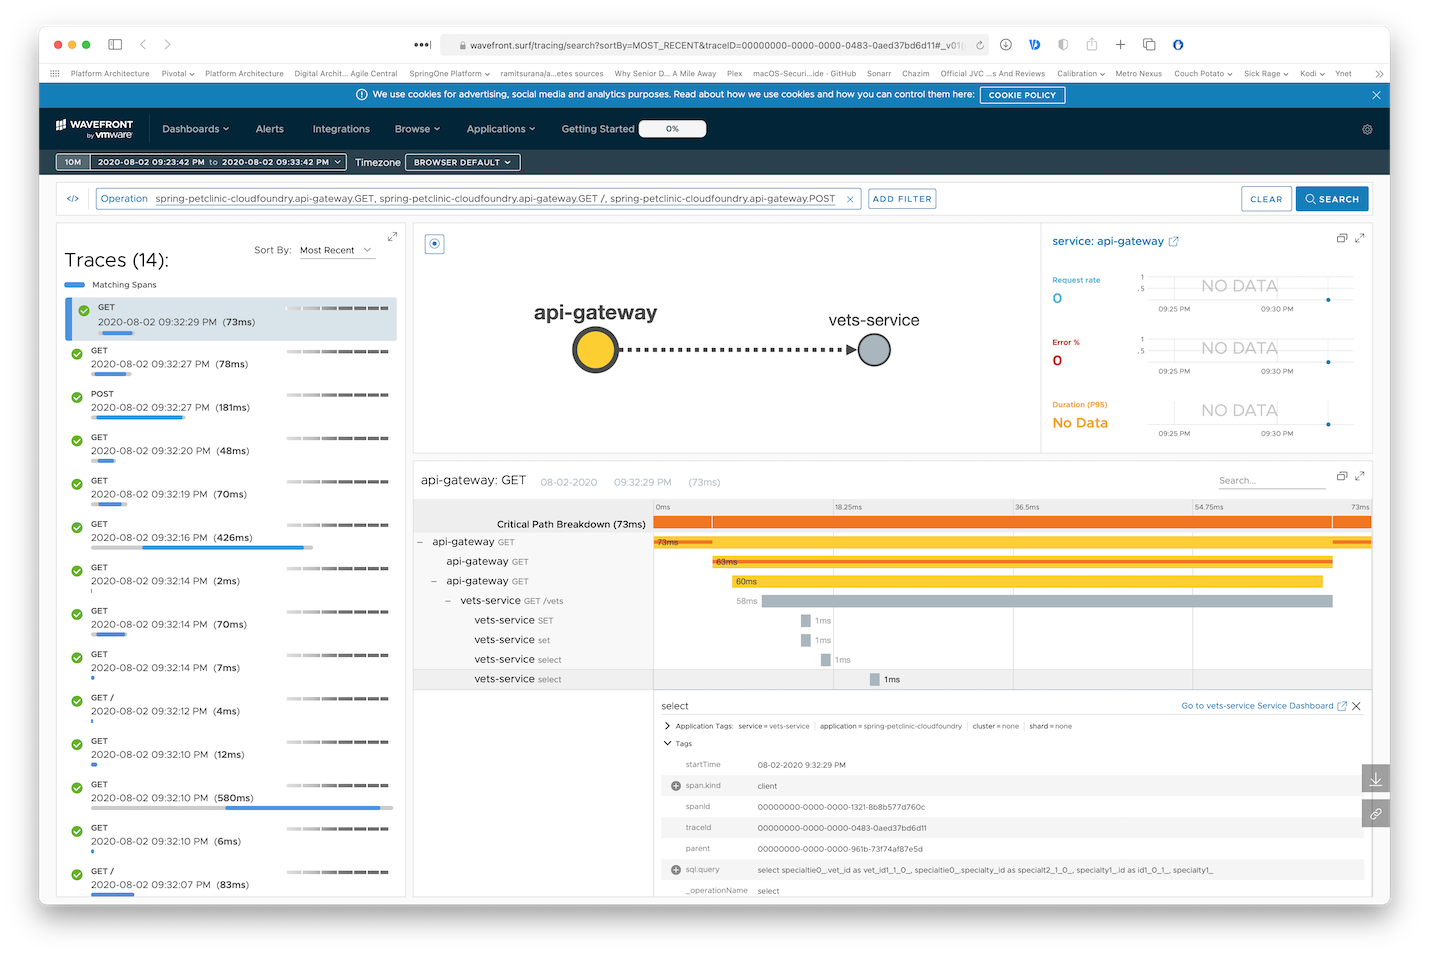 wavefront.surf/tracing/search?sortBy=MOST_RECENT&traceID=00000000-0000-0000-0483-0aed37bd6d11#_v01(
Platform Architecture Pivotal Platform Architecture Digital Archit... Agile Central SpringOne Platform ramitsurana/a...etes sources Why Senior D... A Mile Away Plex macOS-Securi...ide · GitHub Sonarr Chazim Official JVC ...s And Reviews Calibration Metro Nexus Couch Potato Sick Rage Kodi Ynet
We use cookies for advertising, social media and analytics purposes. Read about how we use cookies and how you can control them here: COOKIE POLICY
WAVEFRONT
by vmware
Dashboards Alerts Integrations Browse Applications Getting Started 0%
10M 2020-08-02 09:23:42 PM to 2020-08-02 09:33:42 PM Timezone BROWSER DEFAULT
</> Operation spring-petclinic-cloudfoundry.api-gateway.GET, spring-petclinic-cloudfoundry.api-gateway.GET /, spring-petclinic-cloudfoundry.api-gateway.POST ADD FILTER CLEAR SEARCH
Traces (14):
Sort By: Most Recent
Matching Spans
GET
2020-08-02 09:32:29 PM (73ms)
GET
2020-08-02 09:32:27 PM (78ms)
POST
2020-08-02 09:32:27 PM (181ms)
GET
2020-08-02 09:32:20 PM (48ms)
GET
2020-08-02 09:32:19 PM (70ms)
GET
2020-08-02 09:32:16 PM (426ms)
GET
2020-08-02 09:32:14 PM (2ms)
GET
2020-08-02 09:32:14 PM (70ms)
GET
2020-08-02 09:32:14 PM (7ms)
GET /
2020-08-02 09:32:12 PM (4ms)
GET
2020-08-02 09:32:10 PM (12ms)
GET
2020-08-02 09:32:10 PM (580ms)
GET
2020-08-02 09:32:10 PM (6ms)
GET /
2020-08-02 09:32:07 PM (83ms)
api-gateway
vets-service
service: api-gateway
Request rate
0
1
.5
NO DATA
09:25 PM 09:30 PM
Error %
0
1
.5
NO DATA
09:25 PM 09:30 PM
Duration (P95)
No Data
NO DATA
09:25 PM 09:30 PM
api-gateway: GET 08-02-2020 09:32:29 PM (73ms) Search...
0ms 18.25ms 36.5ms 54.75ms 73ms
Critical Path Breakdown (73ms)
api-gateway GET 73ms
api-gateway GET 63ms
api-gateway GET 60ms
vets-service GET /vets 58ms
vets-service SET 1ms
vets-service set 1ms
vets-service select 1ms
vets-service select 1ms
select Go to vets-service Service Dashboard
Application Tags: service = vets-service application = spring-petclinic-cloudfoundry cluster = none shard = none
Tags
startTime 08-02-2020 9:32:29 PM
span.kind client
spanId 00000000-0000-0000-1321-8b8b577d760c
traceId 00000000-0000-0000-0483-0aed37bd6d11
parent 00000000-0000-0000-961b-73f74af87e5d
sql.query select specialtie0_.vet_id as vet_id1_1_0_, specialtie0_.specialty_id as specialt2_1_0_, specialty1_.id as id1_0_1_, specialty1_
_operationName select